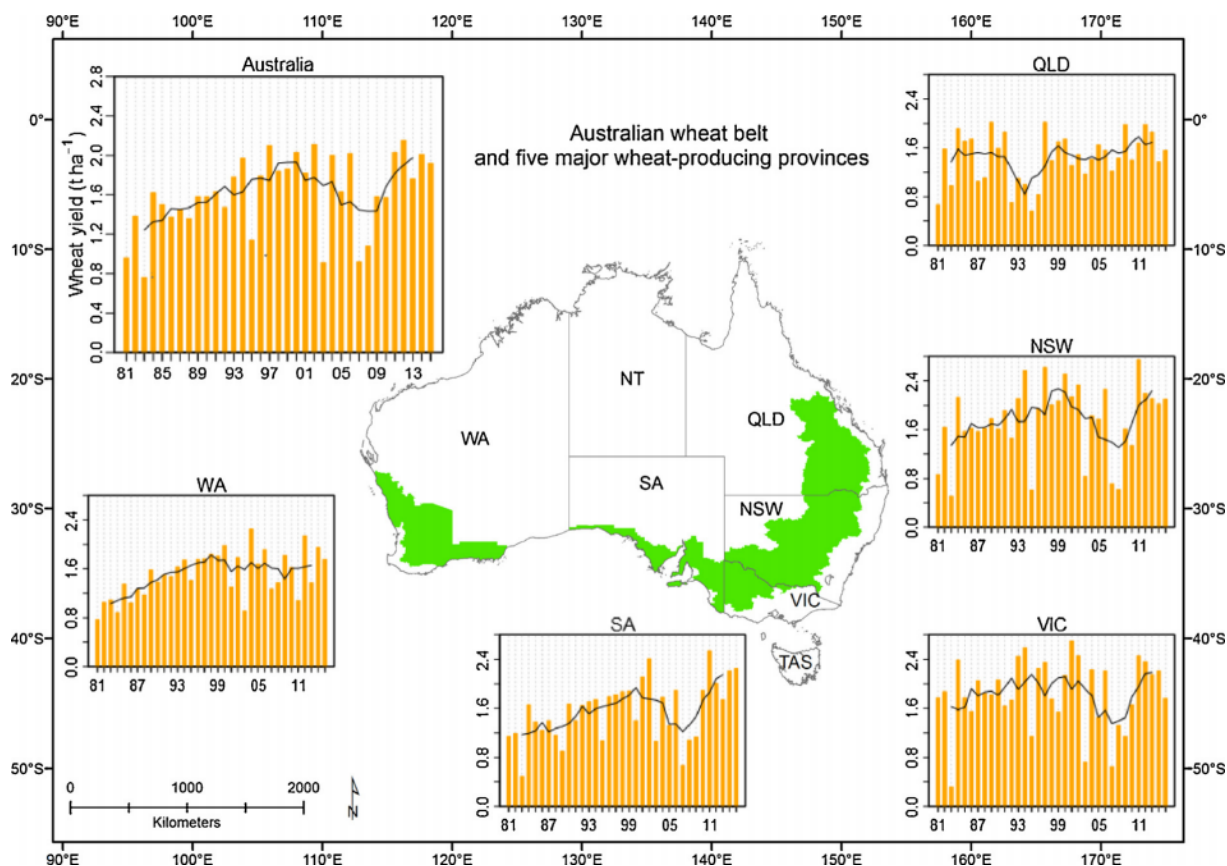 90°E 100°E 110°E 120°E 130°E 140°E 150°E 160°E 170°E
Australia
Wheat yield (t ha⁻¹)
2.8
2.4
2.0
1.6
1.2
0.8
0.4
0.0
81 85 89 93 97 01 05 09 13
Australian wheat belt
and five major wheat-producing provinces
QLD
2.4
1.6
0.8
0.0
81 87 93 99 05 11
0°
10°S
20°S
30°S
40°S
50°S
0°
10°S
20°S
30°S
40°S
50°S
NT
QLD
WA
SA
NSW
VIC
TAS
NSW
2.4
1.6
0.8
0.0
81 87 93 99 05 11
WA
2.4
1.6
0.8
0.0
81 87 93 99 05 11
SA
2.4
1.6
0.8
0.0
81 87 93 99 05 11
VIC
2.4
1.6
0.8
0.0
81 87 93 99 05 11
0 1000 2000
Kilometers
N
90°E 100°E 110°E 120°E 130°E 140°E 150°E 160°E 170°E